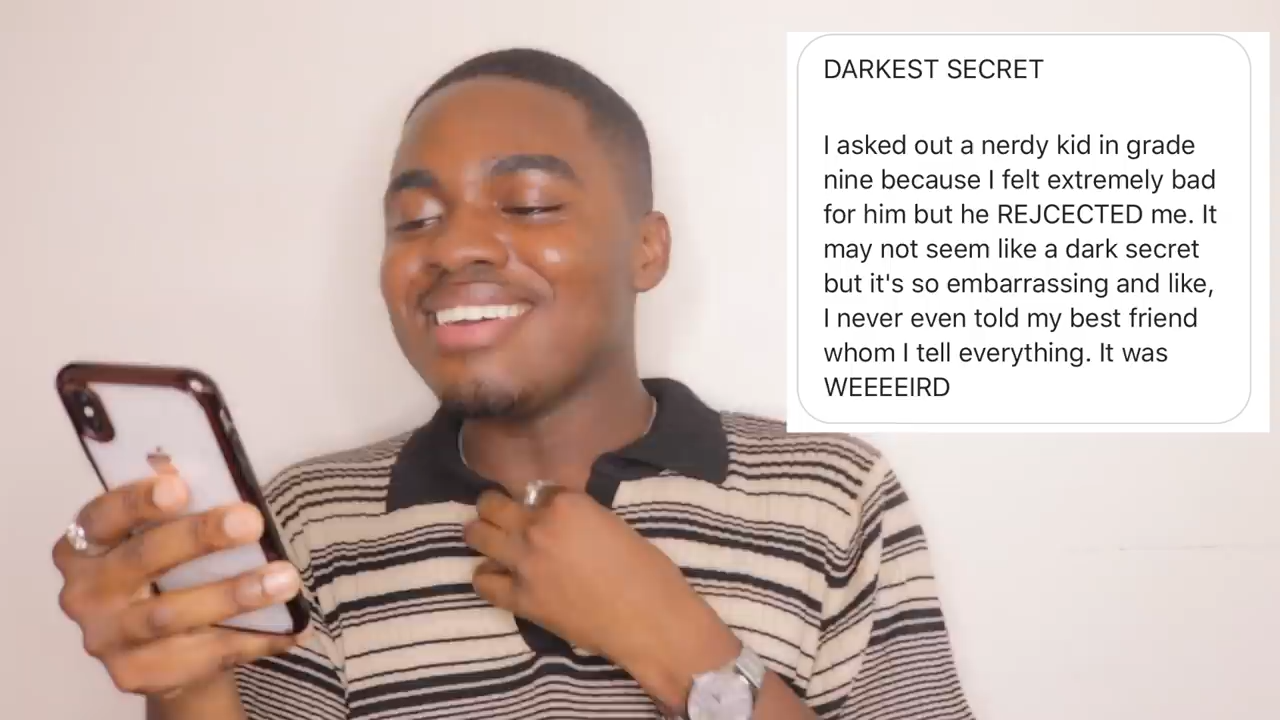 DARKEST SECRET
I asked out a nerdy kid in grade
nine because I felt extremely bad
for him but he REJCECTED me. It
may not seem like a dark secret
but it's so embarrassing and like,
I never even told my best friend
whom I tell everything. It was
WEEEEIRD